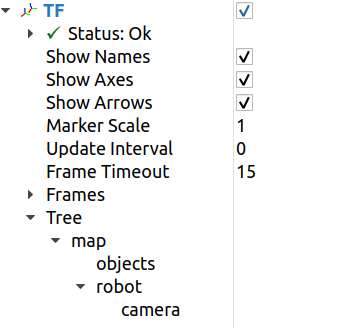 TF
Status: Ok
Show Names
Show Axes
Show Arrows
Marker Scale 1
Update Interval 0
Frame Timeout 15
Frames
Tree
map
objects
robot
camera